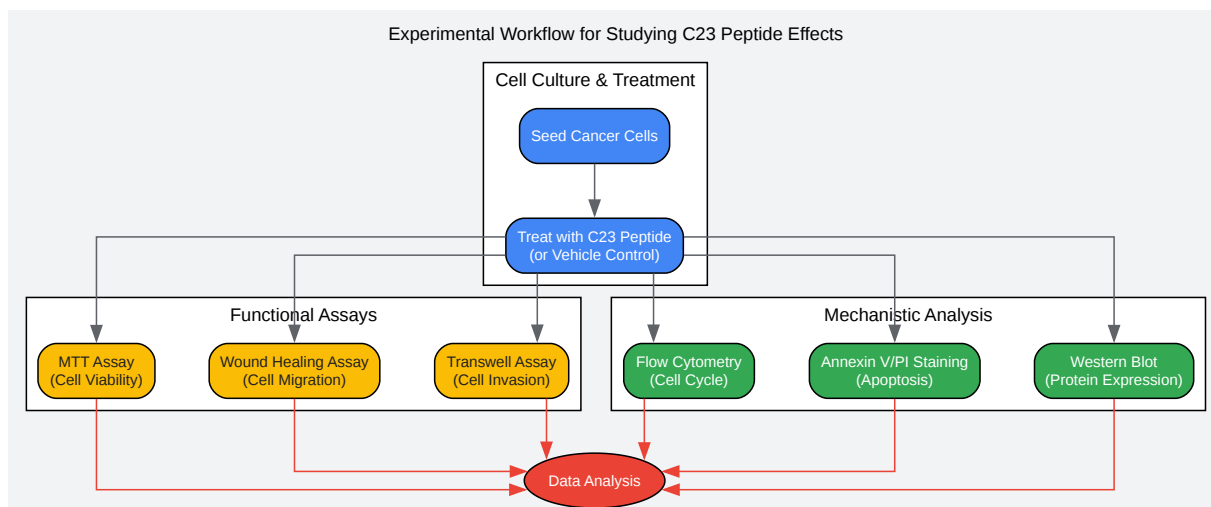 Experimental Workflow for Studying C23 Peptide Effects
Cell Culture & Treatment
Seed Cancer Cells
Treat with C23 Peptide
(or Vehicle Control)
Functional Assays
MTT Assay
(Cell Viability)
Wound Healing Assay
(Cell Migration)
Transwell Assay
(Cell Invasion)
Mechanistic Analysis
Flow Cytometry
(Cell Cycle)
Annexin V/PI Staining
(Apoptosis)
Western Blot
(Protein Expression)
Data Analysis